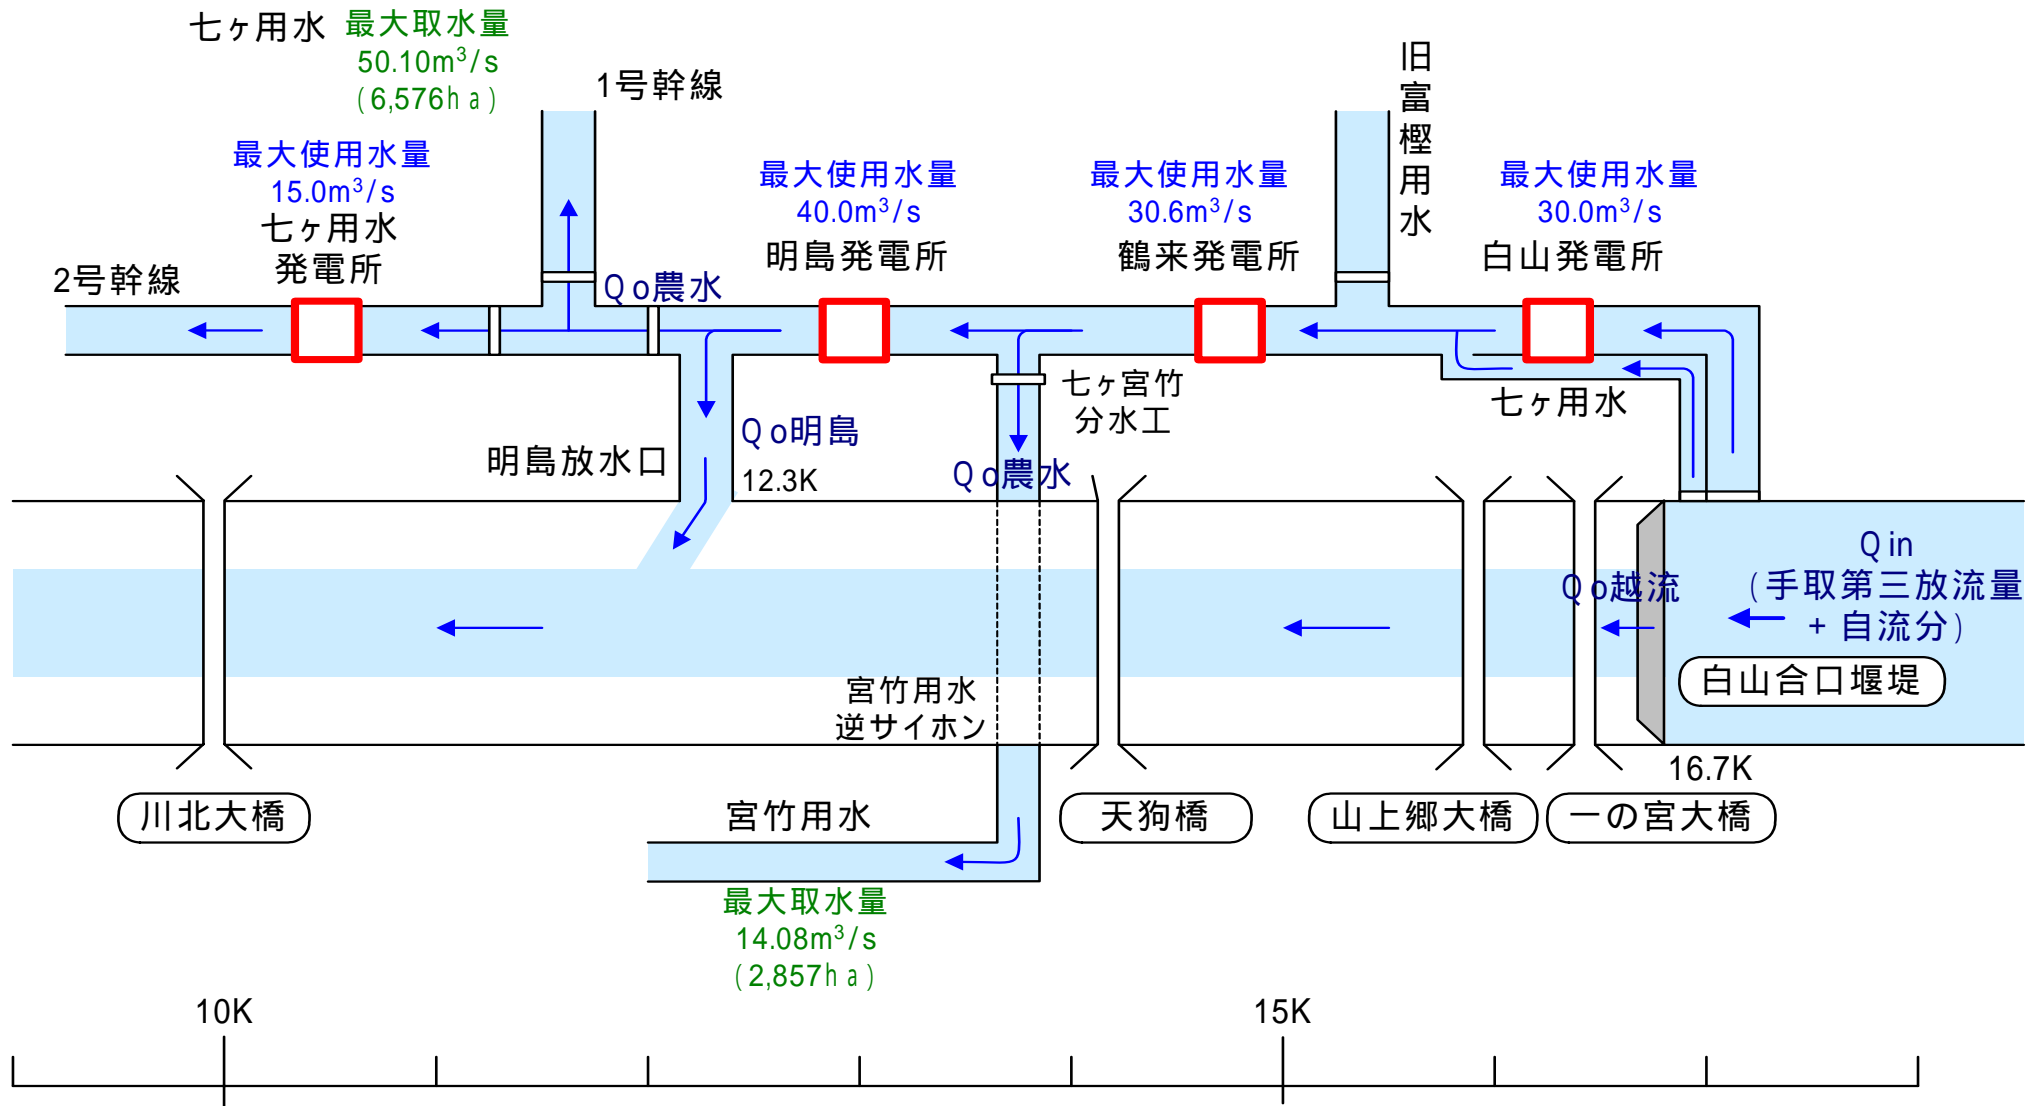 七ヶ用水
最大取水量
50.10m³/s
(6,576ha)
1号幹線
旧富樫用水
最大使用水量
15.0m³/s
七ヶ用水
発電所
最大使用水量
40.0m³/s
明島発電所
最大使用水量
30.6m³/s
鶴来発電所
最大使用水量
30.0m³/s
白山発電所
2号幹線
Qo農水
七ヶ宮竹
分水工
七ヶ用水
明島放水口
Qo明島
12.3K
Qo農水
Qin
(手取第三放流量
+自流分)
Qo越流
白山合口堰堤
宮竹用水
逆サイホン
16.7K
川北大橋
宮竹用水
天狗橋
山上郷大橋
一の宮大橋
最大取水量
14.08m³/s
(2,857ha)
10K
15K